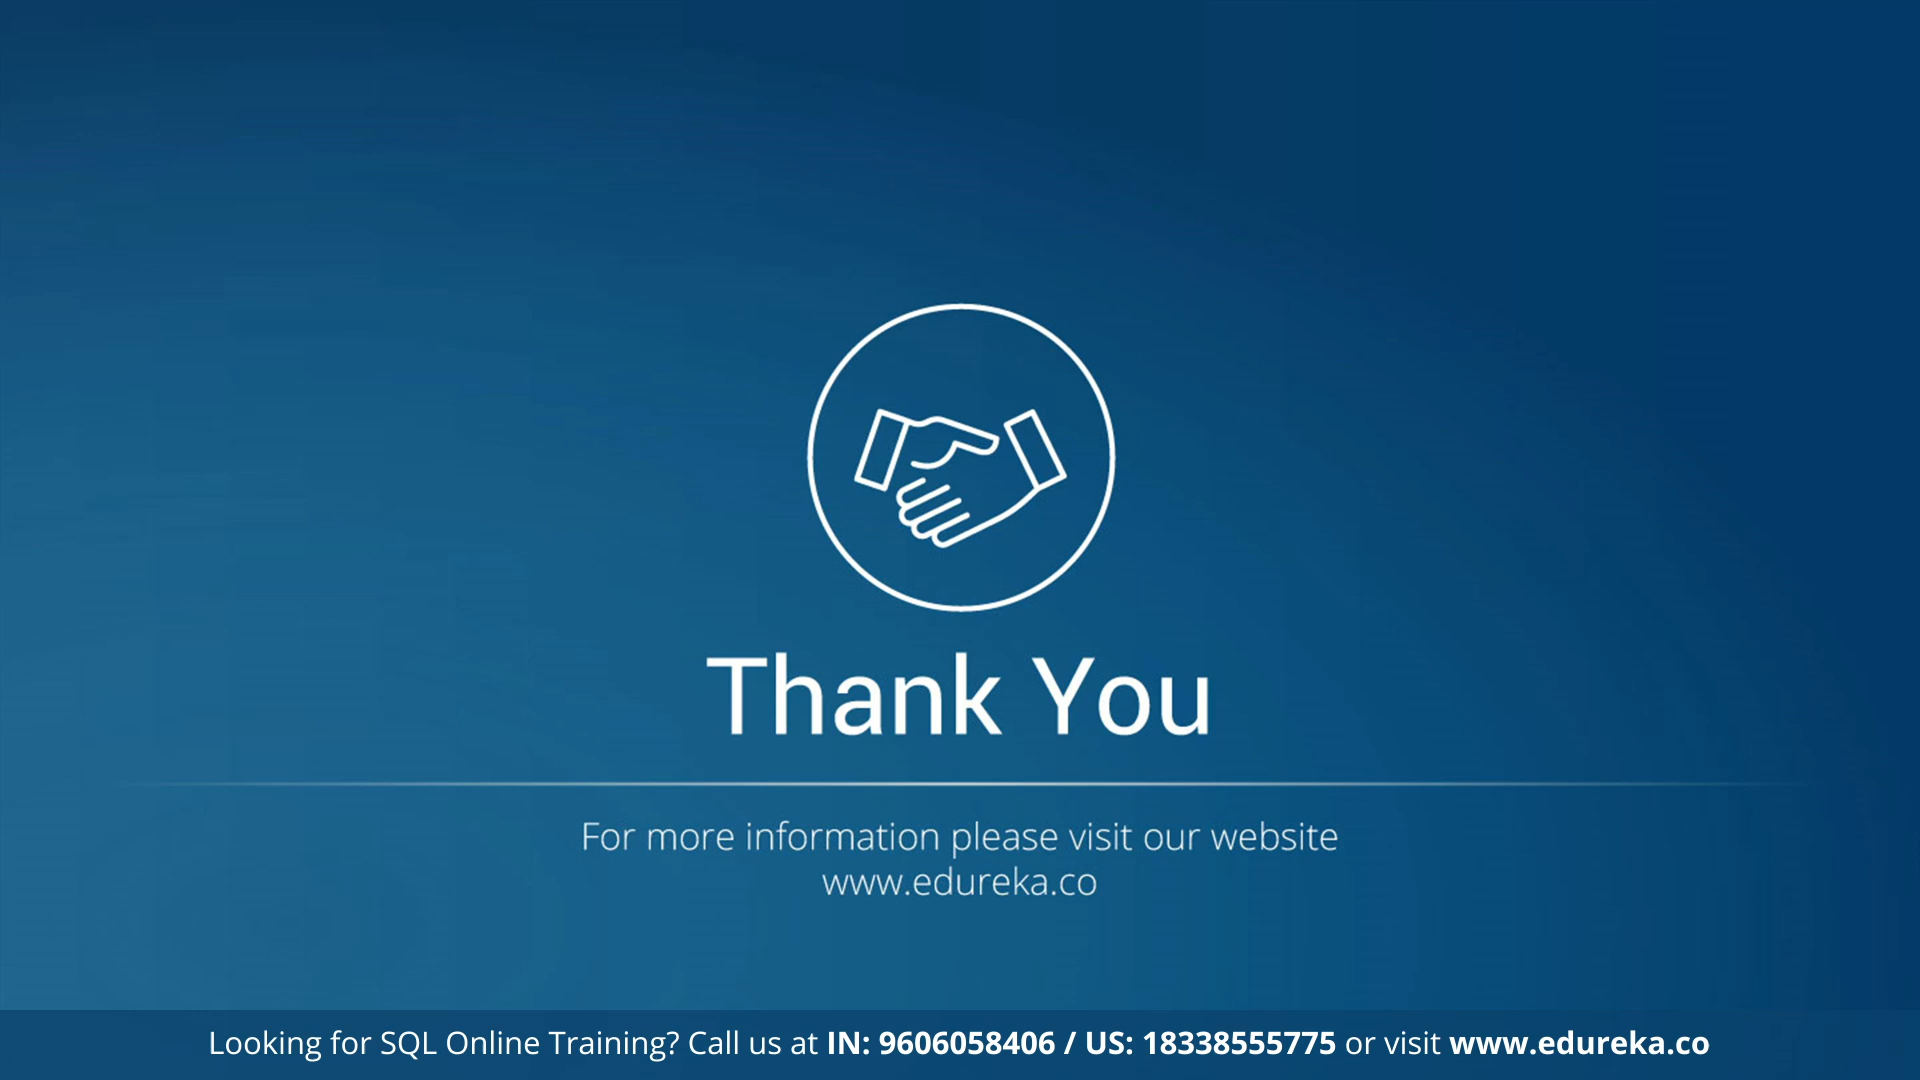 Thank You
For more information please visit our website
www.edureka.co
Looking for SQL Online Training? Call us at IN: 9606058406 / US: 18338555775 or visit www.edureka.co